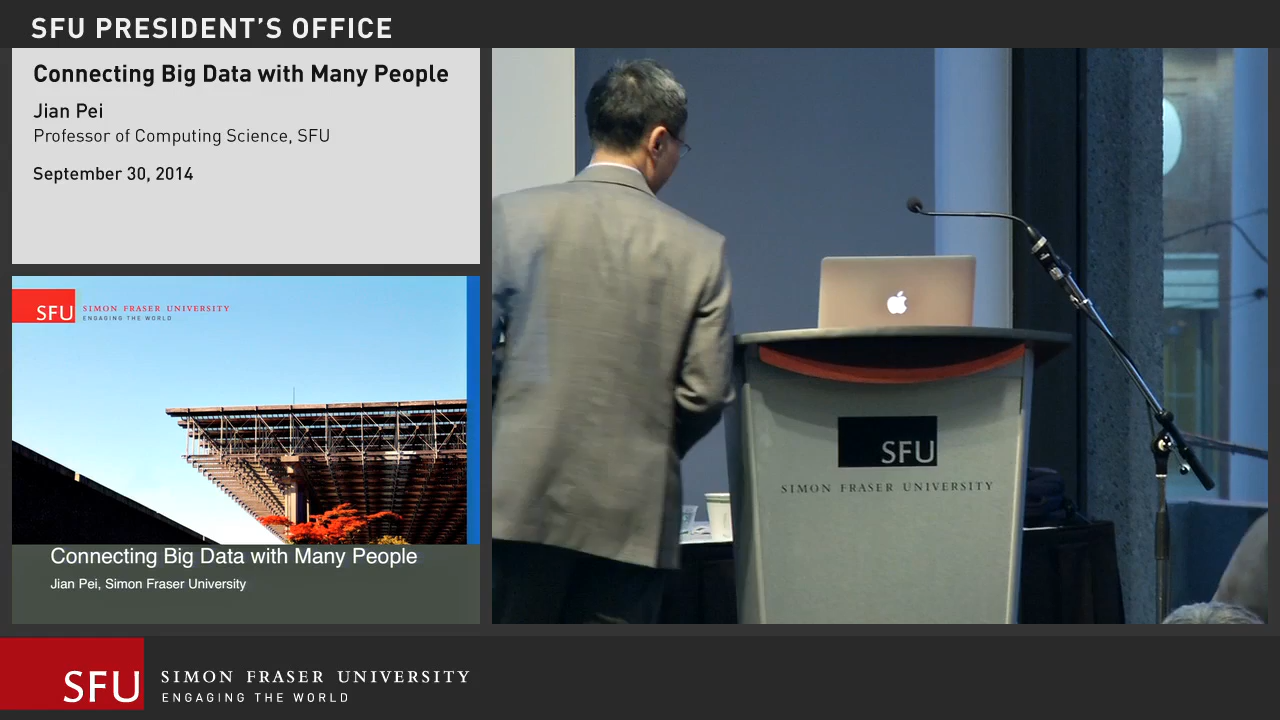 SFU PRESIDENT'S OFFICE
Connecting Big Data with Many People
Jian Pei
Professor of Computing Science, SFU
September 30, 2014
SFU
SIMON FRASER UNIVERSITY
ENGAGING THE WORLD
Connecting Big Data with Many People
Jian Pei, Simon Fraser University
SFU
SIMON FRASER UNIVERSITY
SFU
SIMON FRASER UNIVERSITY
ENGAGING THE WORLD